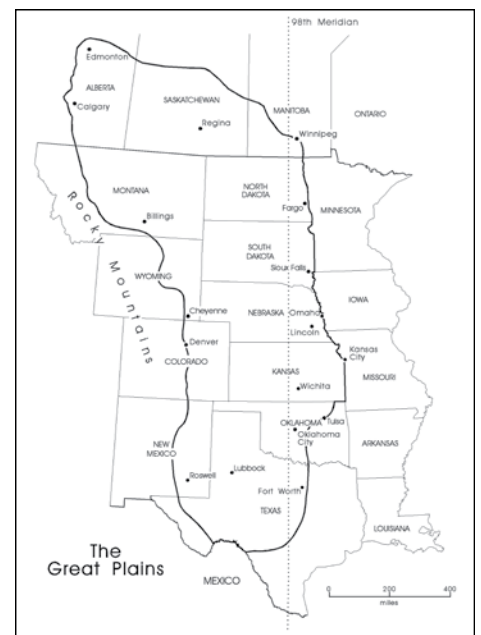 98th Meridian
Edmonton
ALBERTA
Calgary
SASKATCHEWAN
Regina
MANITOBA
ONTARIO
Winnipeg
MONTANA
Billings
NORTH
DAKOTA
Fargo
MINNESOTA
Rocky Mountains
SOUTH
DAKOTA
Sioux Falls
WYOMING
IOWA
Cheyenne
NEBRASKA
Omaha
Lincoln
Denver
COLORADO
Kansas
City
KANSAS
Wichita
MISSOURI
OKLAHOMA
Tulsa
Oklahoma
City
ARKANSAS
NEW
MEXICO
Roswell
Lubbock
Fort Worth
TEXAS
LOUISIANA
The
Great Plains
MEXICO
0 200 400
miles